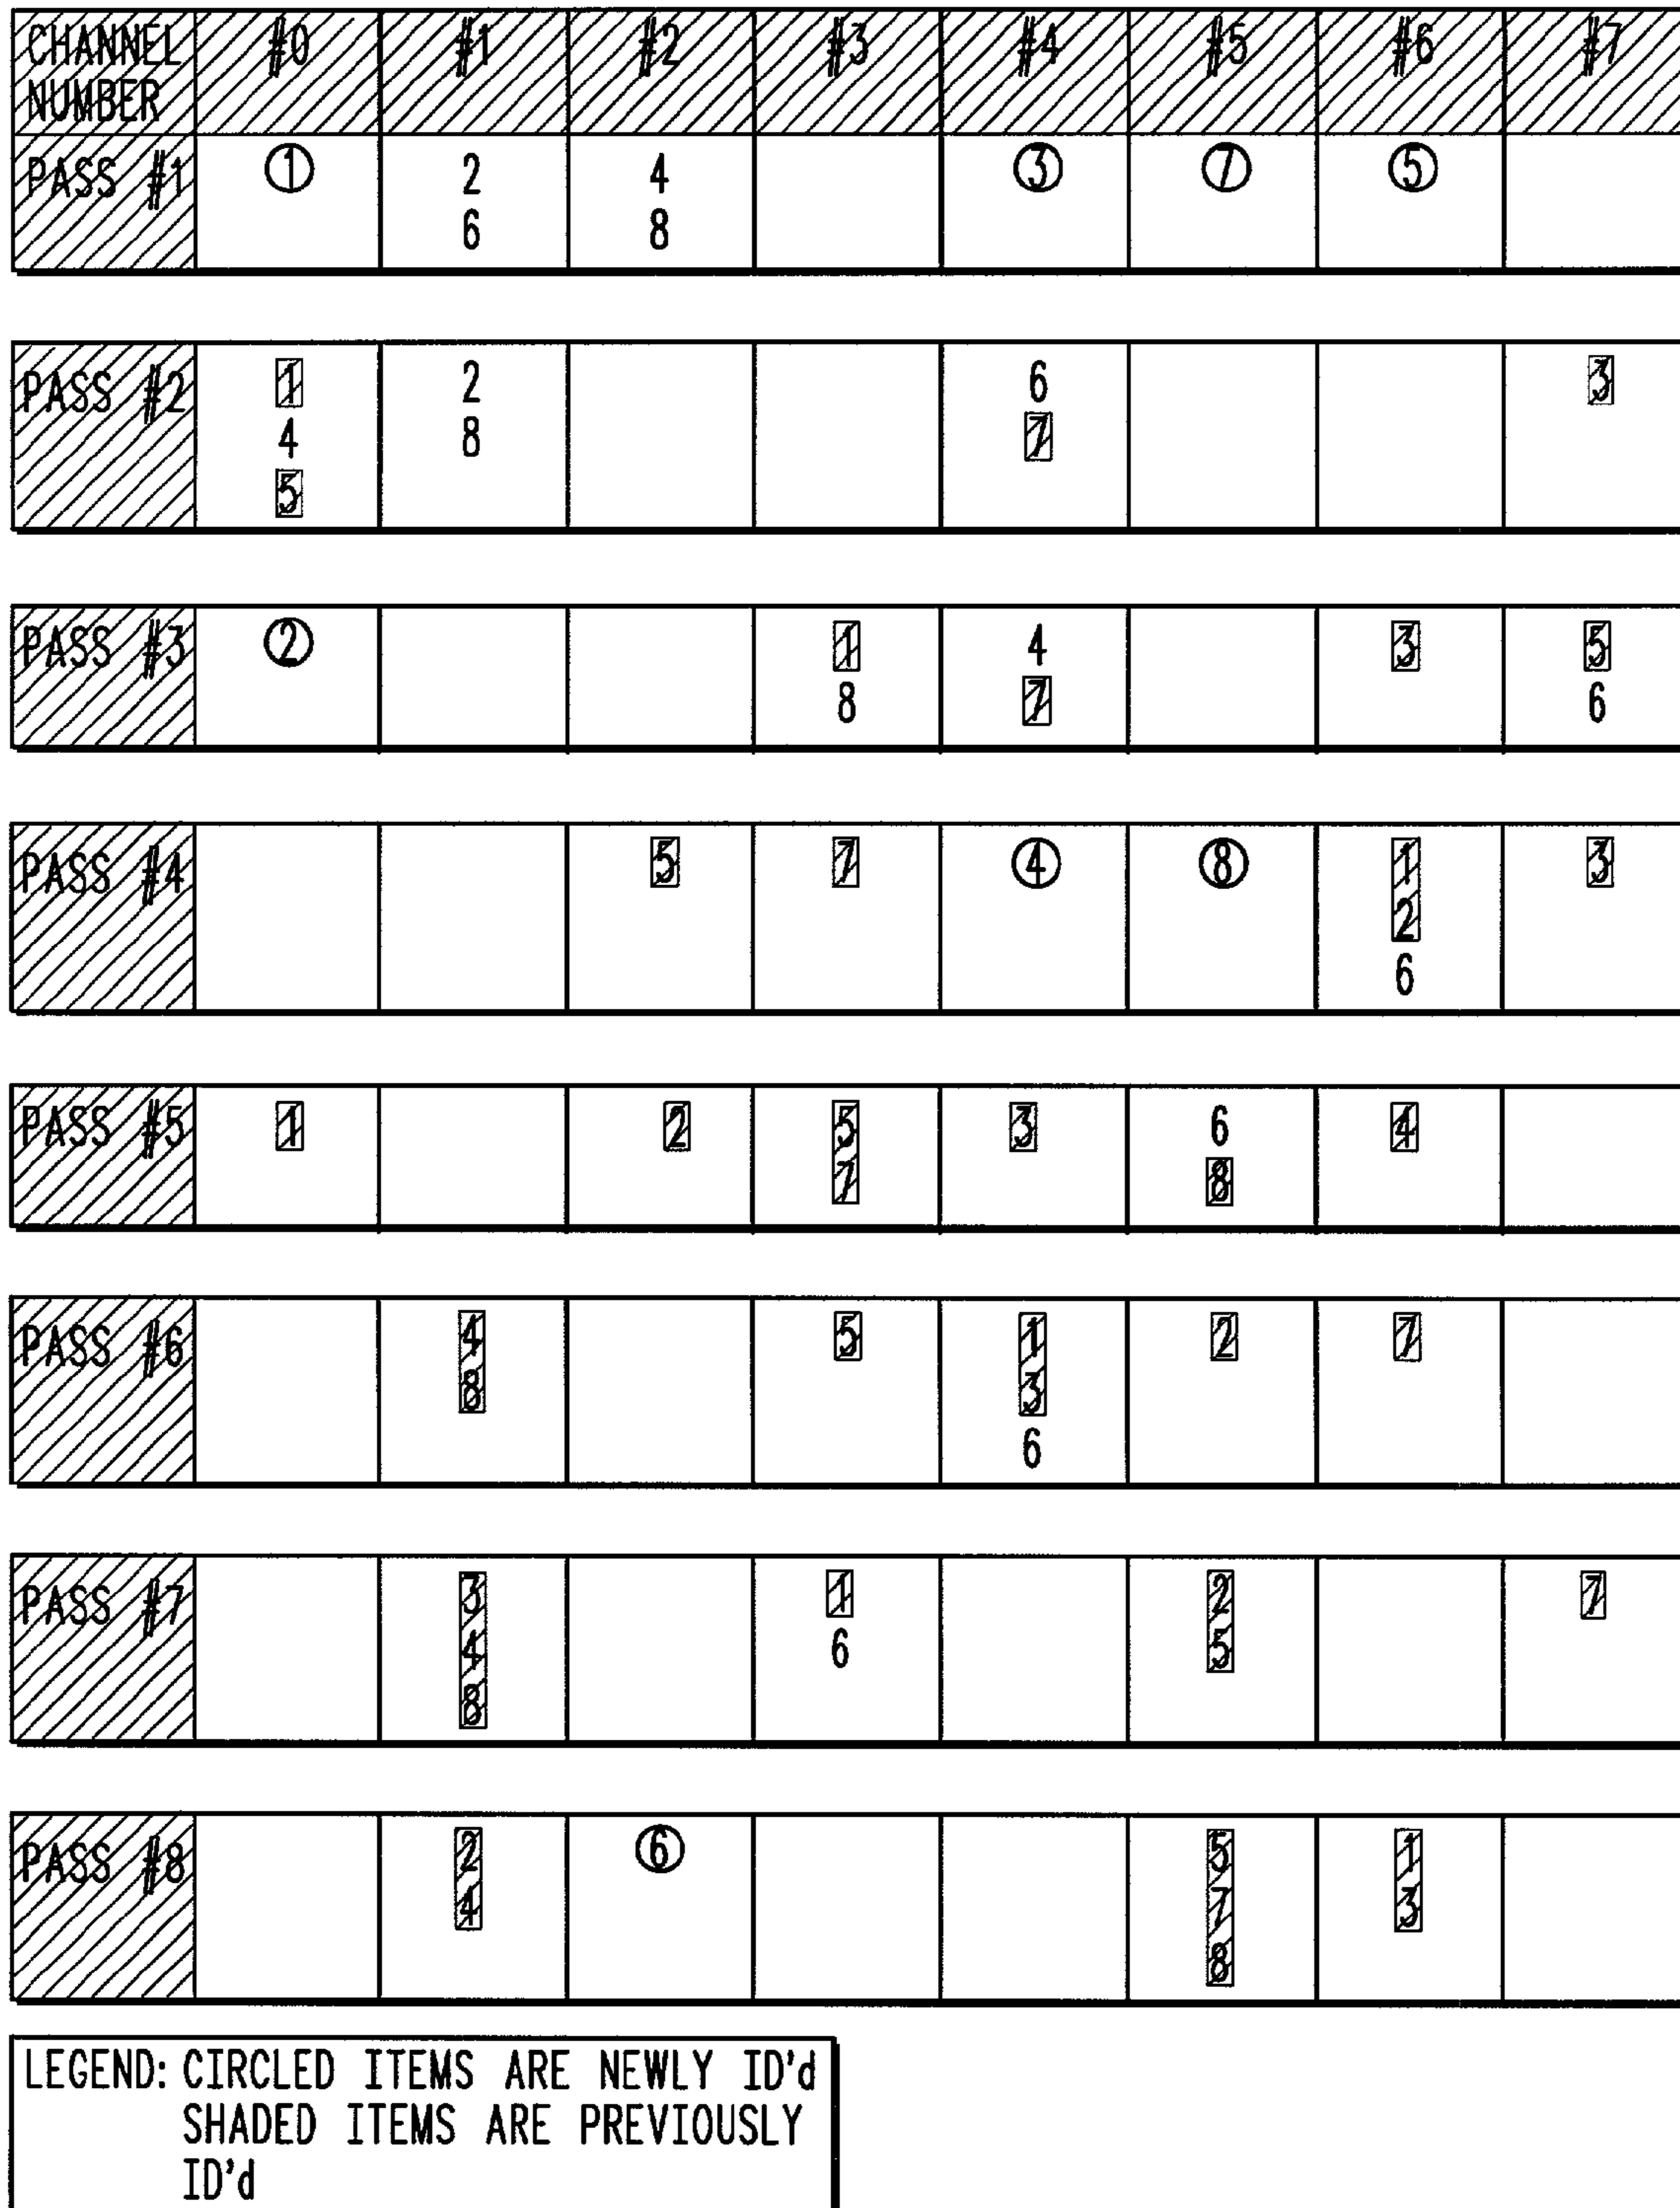 CHANNEL NUMBER #0 #1 #2 #3 #4 #5 #6 #7
PASS #1 1 2 4 3 7 5
6 8
PASS #2 1 2 6 3
4 8 7
5
PASS #3 2 1 4 3 5
8 7 6
PASS #4 5 7 4 8 1 3
2
6
PASS #5 1 2 5 3 6 4
7 8
PASS #6 4 5 1 2 7
8 3
6
PASS #7 3 1 2 7
4 6 5
8
PASS #8 2 6 5 1
4 7 3
8
LEGEND: CIRCLED ITEMS ARE NEWLY ID'd
SHADED ITEMS ARE PREVIOUSLY
ID'd